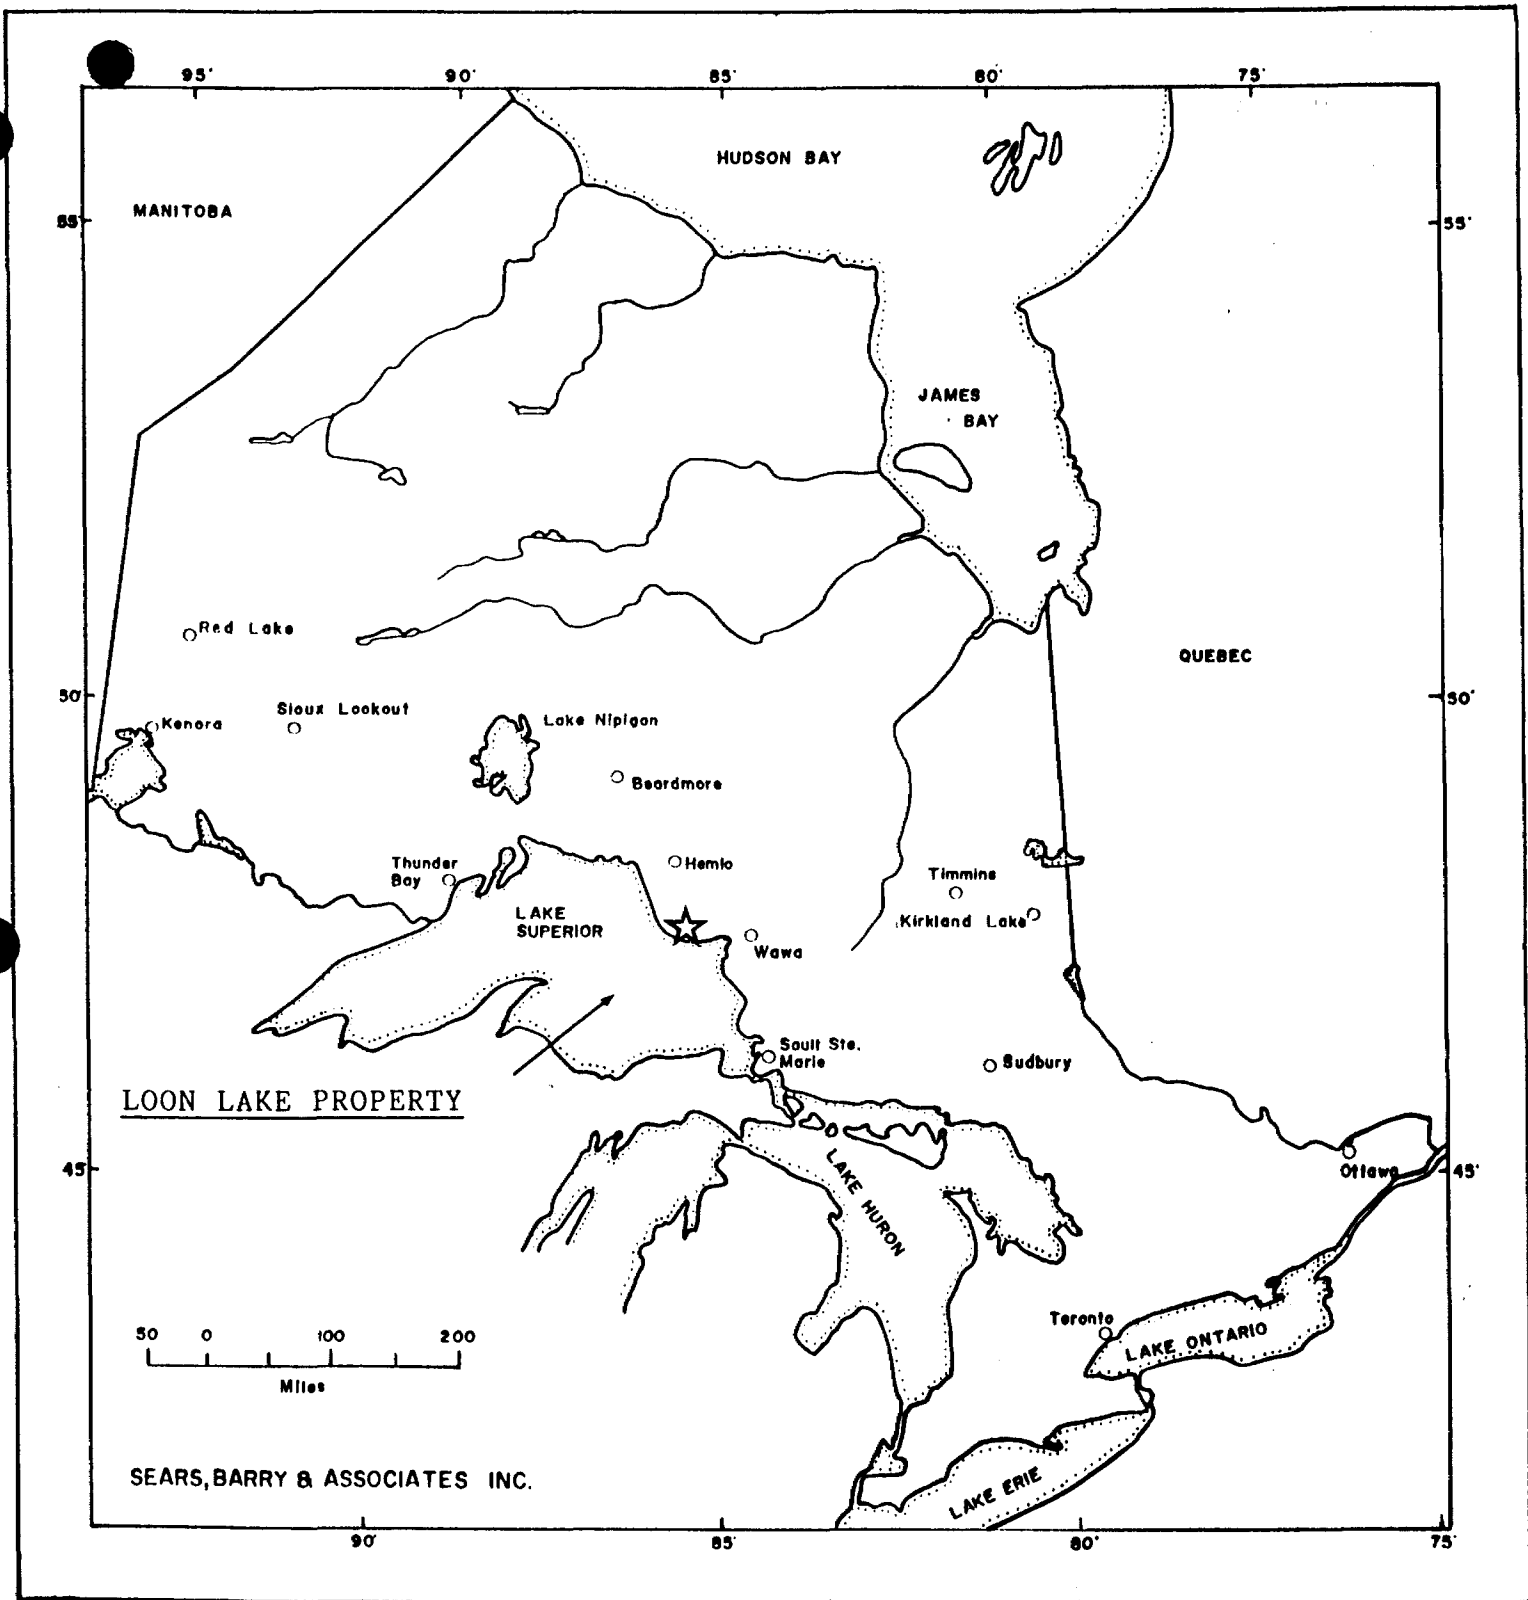 95° 90° 85° 80° 75°
HUDSON BAY
MANITOBA
55° 55°
JAMES
BAY
Red Lake
QUEBEC
50° 50°
Sioux Lookout
Kenora
Lake Nipigon
Beardmore
Thunder
Bay
Hemlo
Timmins
Kirkland Lake
LAKE
SUPERIOR
Wawa
Sault Ste.
Marie
Sudbury
LOON LAKE PROPERTY
45° 45°
Ottawa
LAKE HURON
Toronto
LAKE ONTARIO
50 0 100 200
Miles
LAKE ERIE
SEARS, BARRY & ASSOCIATES INC.
90° 85° 80° 75°